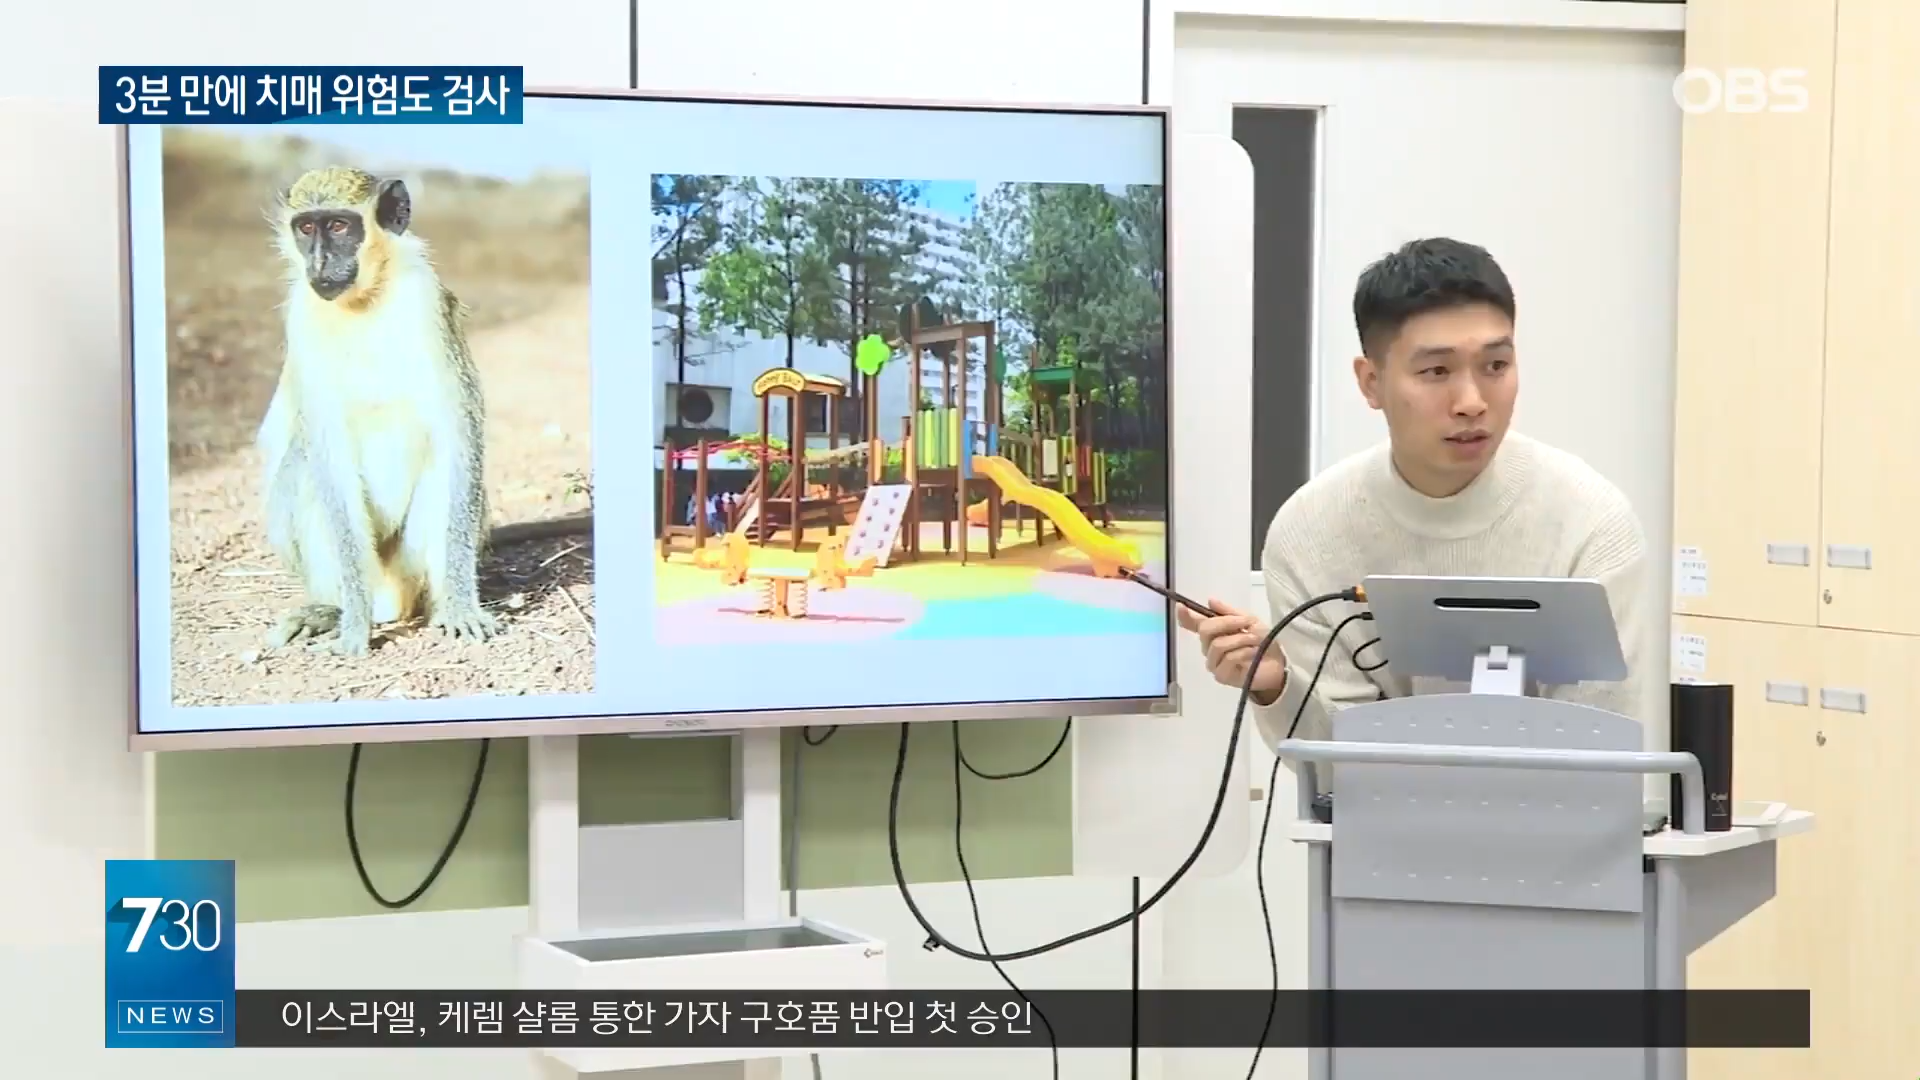 3분 만에 치매 위험도 검사
OBS
730
NEWS
이스라엘, 케렘 샬롬 통한 가자 구호품 반입 첫 승인